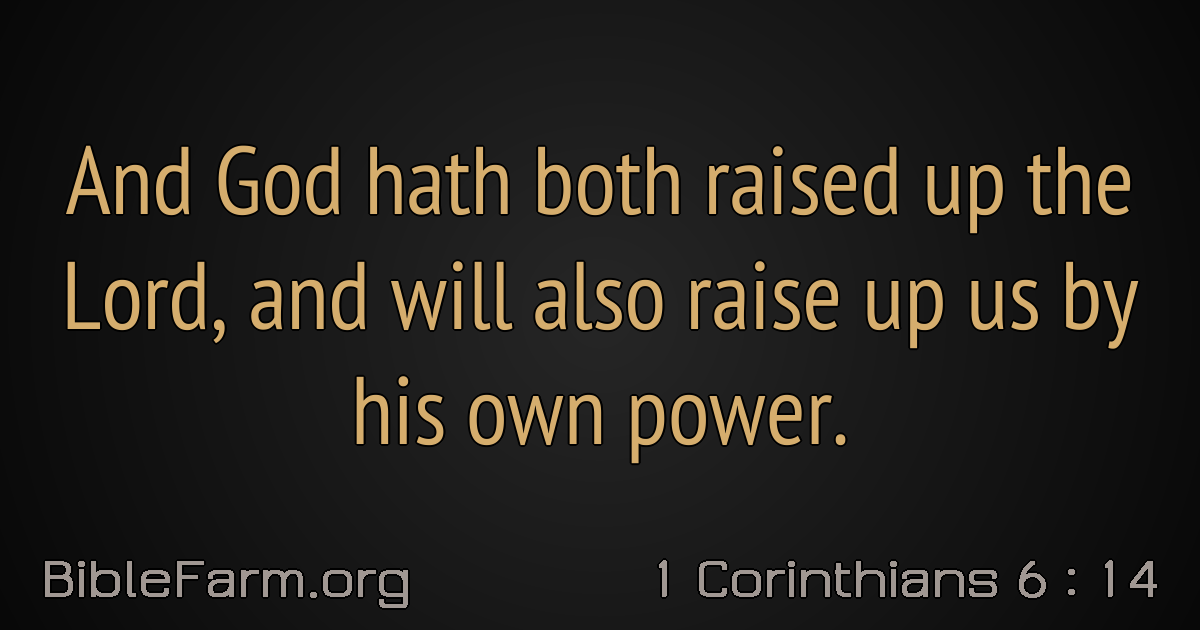 And God hath both raised up the
Lord, and will also raise up us by
his own power.
BibleFarm.org
1 Corinthians 6 : 14